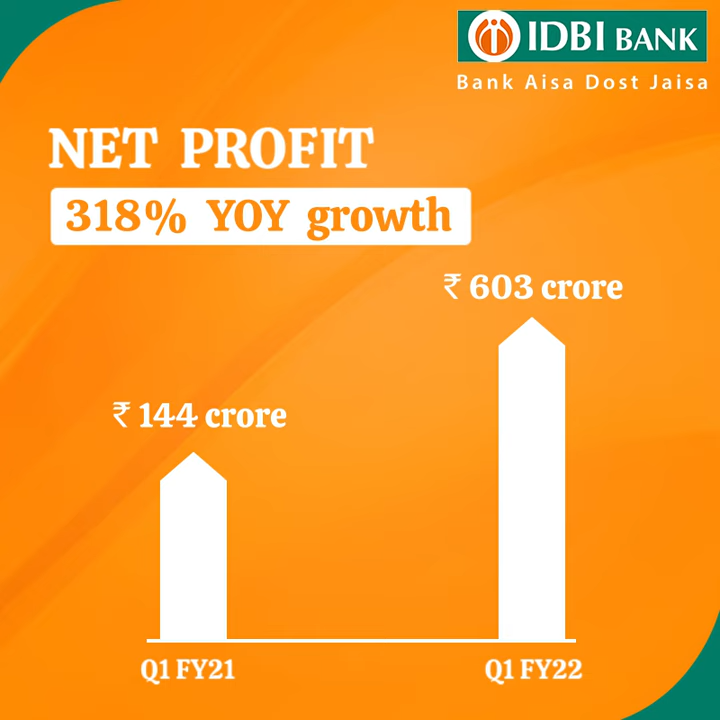 IDBI BANK
Bank Aisa Dost Jaisa
NET PROFIT
318% YOY growth
₹ 603 crore
₹ 144 crore
Q1 FY21
Q1 FY22